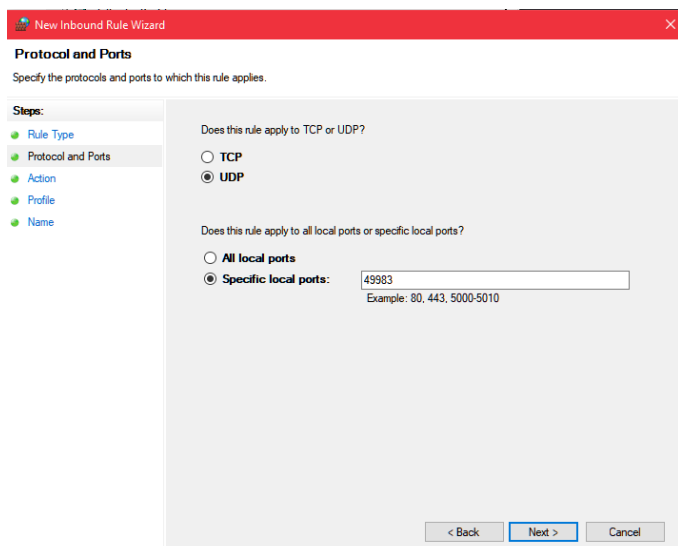 New Inbound Rule Wizard
Protocol and Ports
Specify the protocols and ports to which this rule applies.
Steps:
Rule Type
Protocol and Ports
Action
Profile
Name
Does this rule apply to TCP or UDP?
TCP
UDP
Does this rule apply to all local ports or specific local ports?
All local ports
Specific local ports: 49983
Example: 80, 443, 5000-5010
< Back Next > Cancel